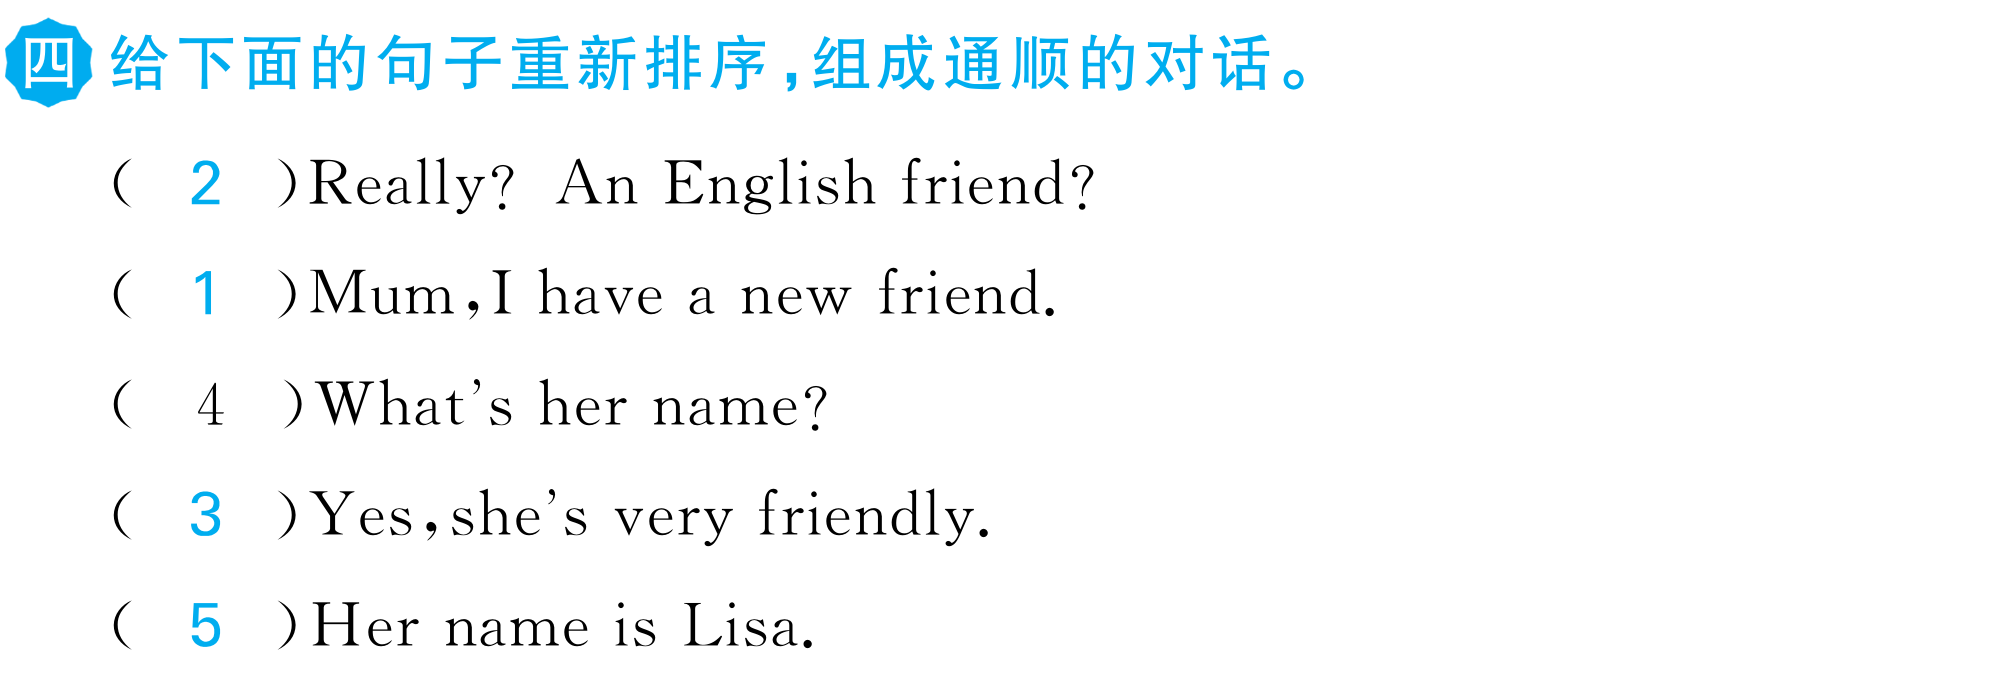 四 给下面的句子重新排序,组成通顺的对话。
( 2 )Really? An English friend?
( 1 )Mum,I have a new friend.
( 4 )What's her name?
( 3 )Yes,she's very friendly.
( 5 )Her name is Lisa.